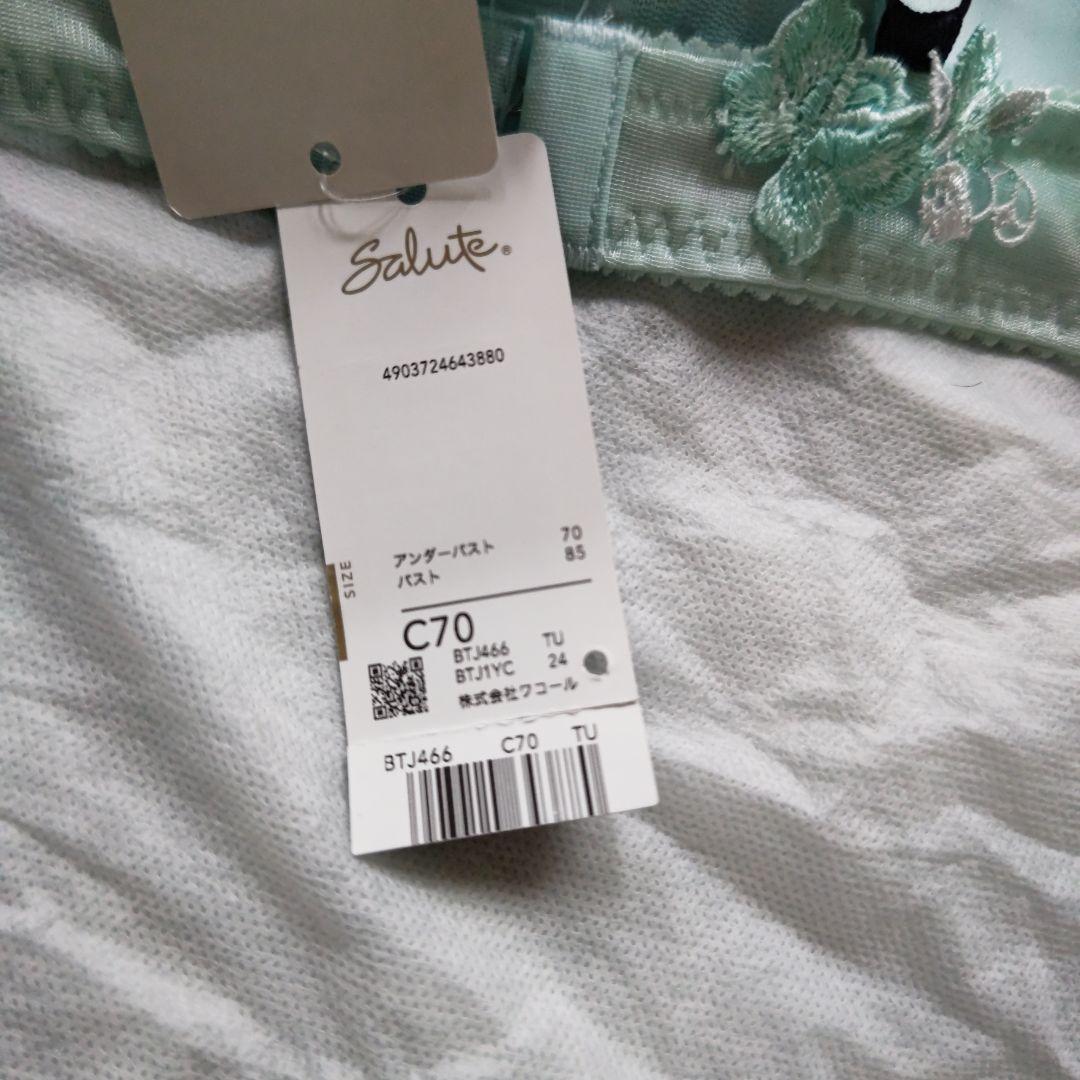 Salute®
4903724643880
アンダーバスト 70
バスト 85
SIZE
C70
BTJ466 TU
BTJ1YC 24
株式会社ワコール
BTJ466 C70 TU